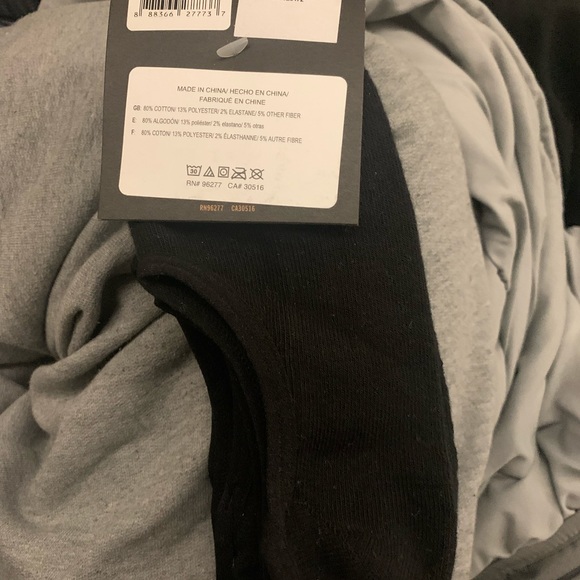 8 88366 27773 7
MADE IN CHINA/ HECHO EN CHINA/
FABRIQUÉ EN CHINE
GB: 80% COTTON/ 13% POLYESTER/ 2% ELASTANE/ 5% OTHER FIBER
E: 80% ALGODÓN/ 13% poliéster/ 2% elastano/ 5% otras
F: 80% COTON/ 13% POLYESTER/ 2% ÉLASTHANNE/ 5% AUTRE FIBRE
30
RN# 96277 CA# 30516
RN96277 CA30516